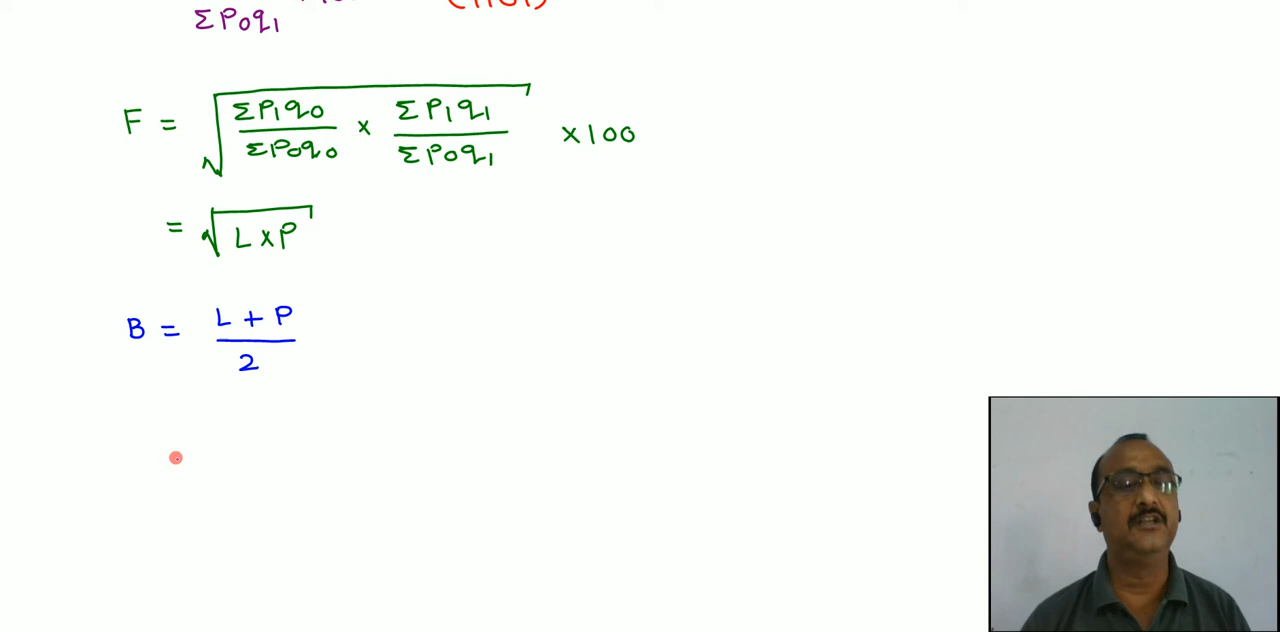 ΣP₀q₁
F = √(ΣP₁q₀/ΣP₀q₀ × ΣP₁q₁/ΣP₀q₁) ×100
= √(L×P)
B = (L + P)/2